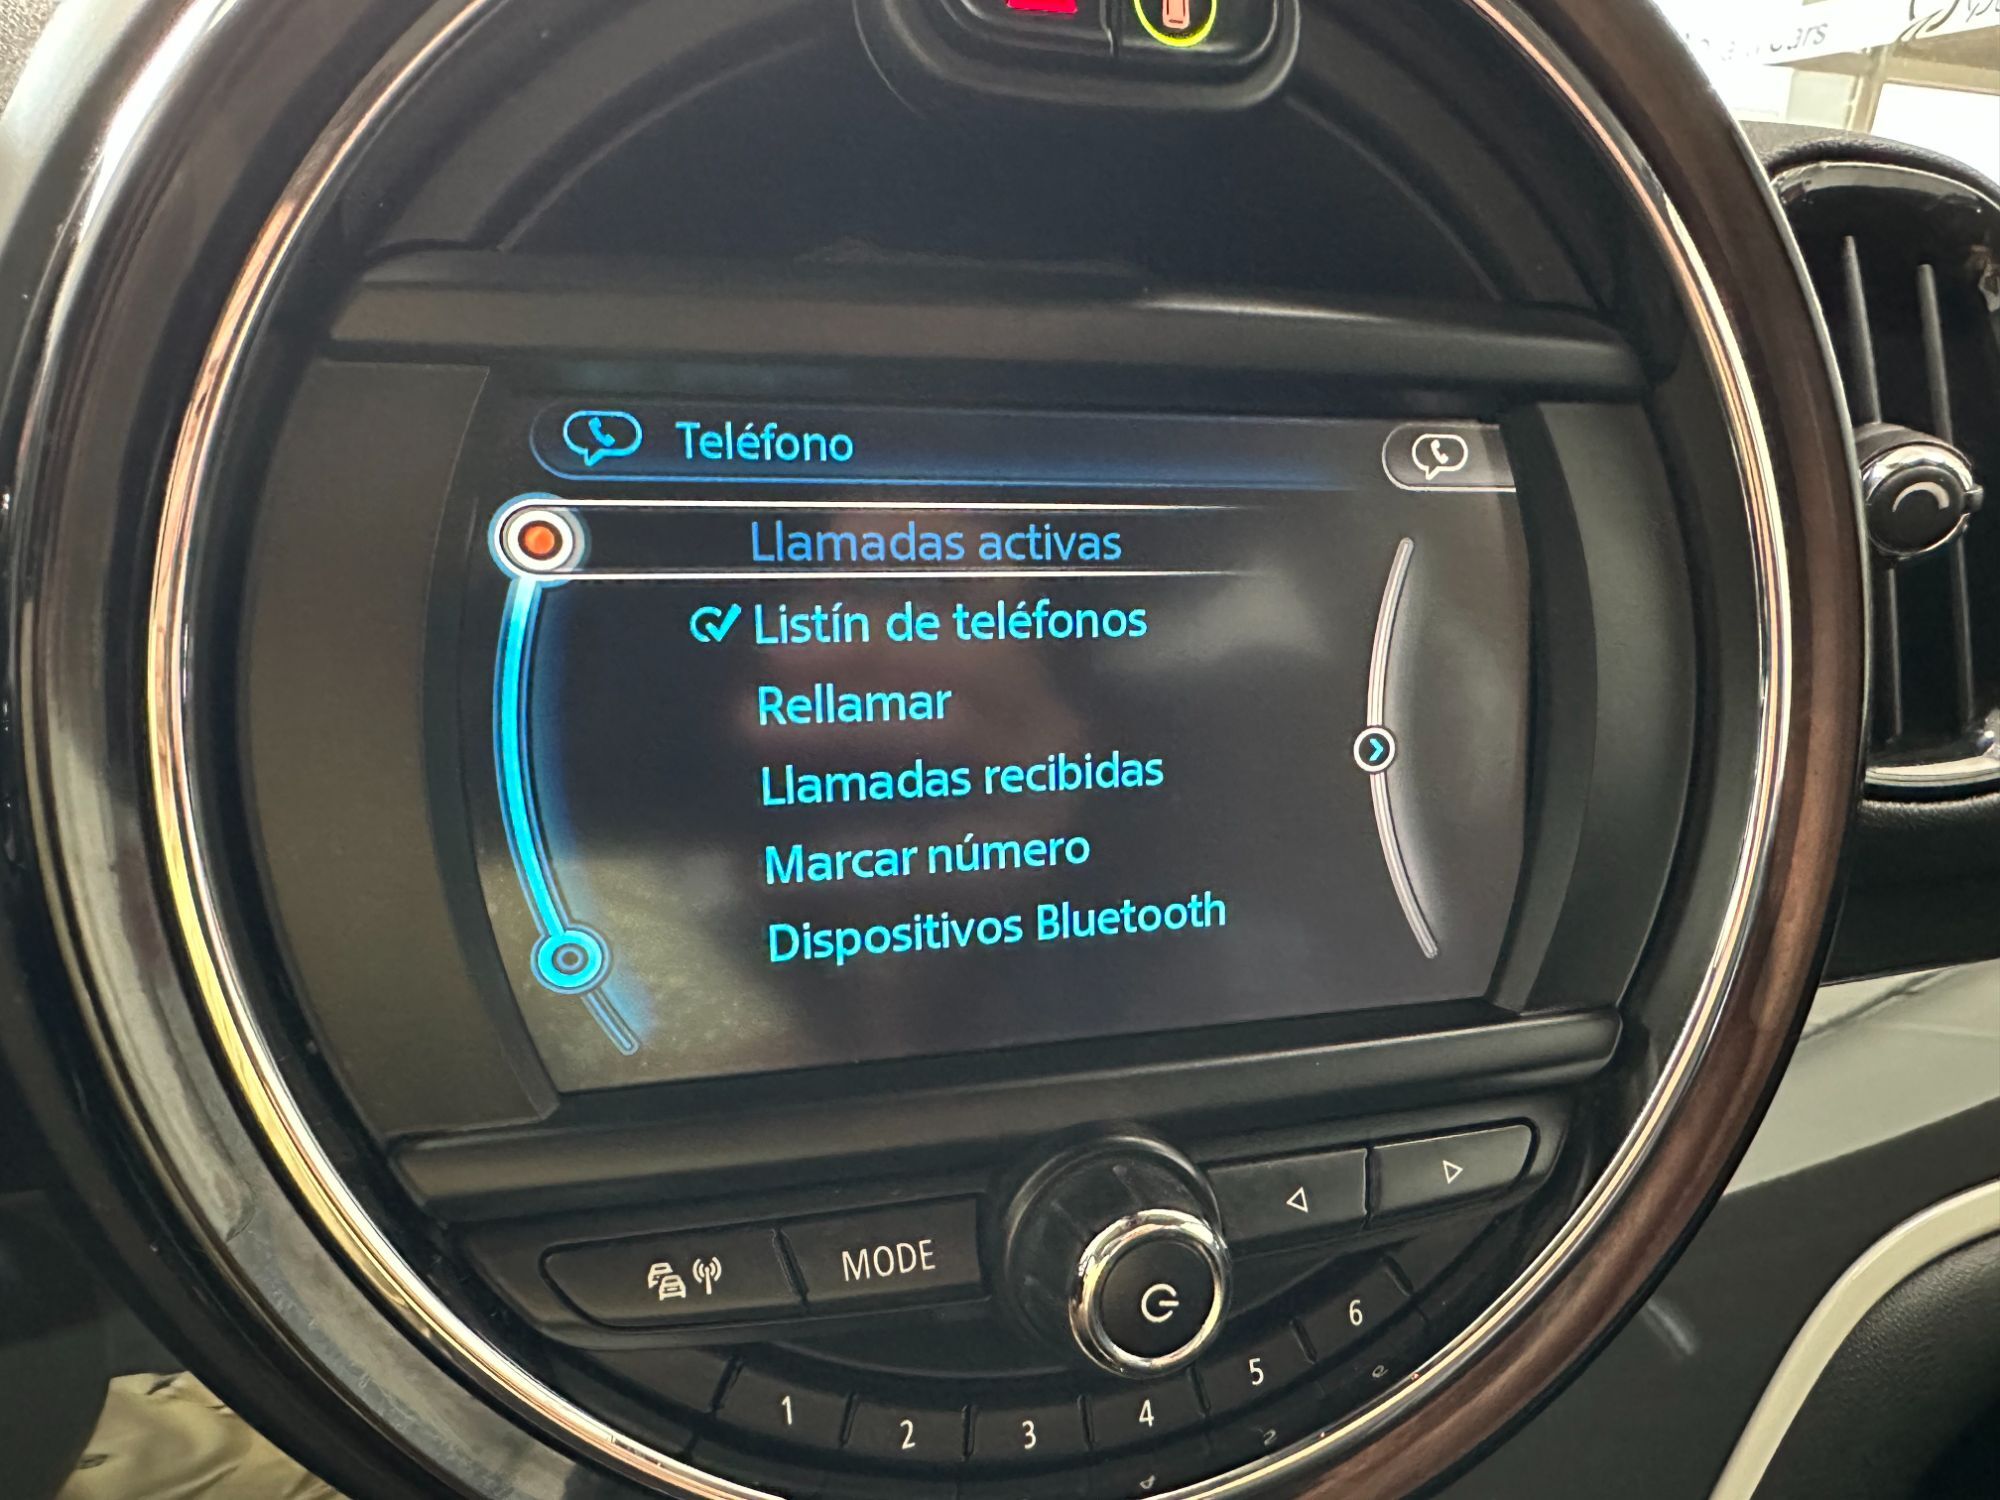 cars
Teléfono
Llamadas activas
Listín de teléfonos
Rellamar
Llamadas recibidas
Marcar número
Dispositivos Bluetooth
MODE
1 2 3 4 5 6